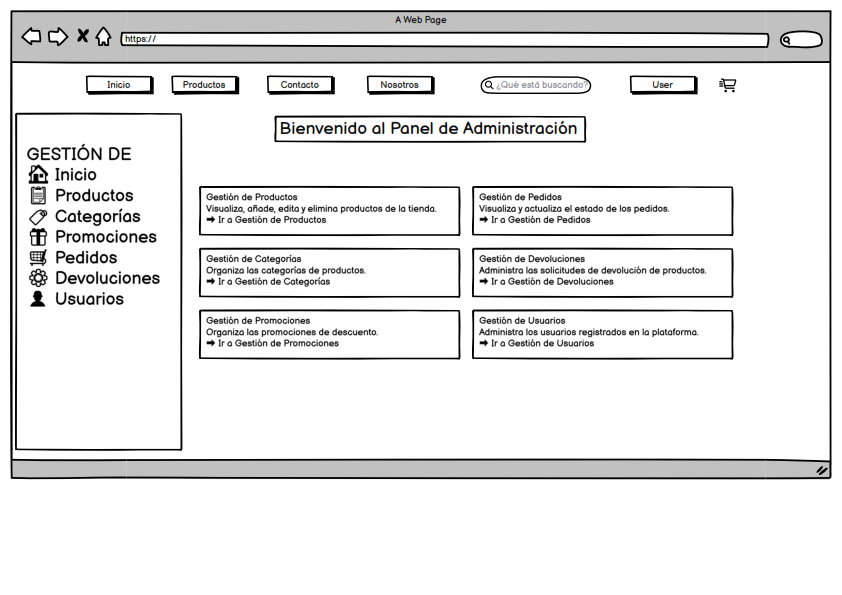 A Web Page
https://
Inicio
Productos
Contacto
Nosotros
¿Qué está buscando?
User
Bienvenido al Panel de Administración
GESTIÓN DE
Inicio
Productos
Categorías
Promociones
Pedidos
Devoluciones
Usuarios
Gestión de Productos
Visualiza, añade, edita y elimina productos de la tienda.
➡ Ir a Gestión de Productos
Gestión de Pedidos
Visualiza y actualiza el estado de los pedidos.
➡ Ir a Gestión de Pedidos
Gestión de Categorías
Organiza las categorías de productos.
➡ Ir a Gestión de Categorías
Gestión de Devoluciones
Administra las solicitudes de devolución de productos.
➡ Ir a Gestión de Devoluciones
Gestión de Promociones
Organiza las promociones de descuento.
➡ Ir a Gestión de Promociones
Gestión de Usuarios
Administra los usuarios registrados en la plataforma.
➡ Ir a Gestión de Usuarios